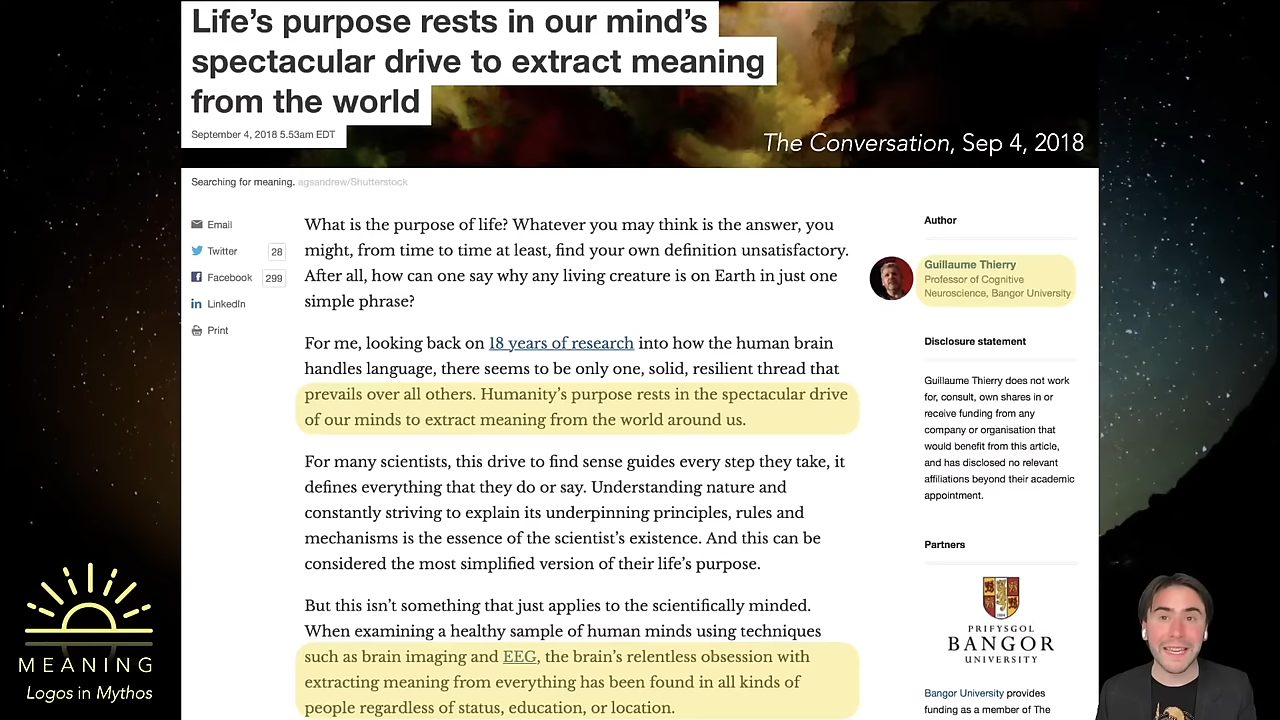 Life’s purpose rests in our mind’s
spectacular drive to extract meaning
from the world
September 4, 2018 5.53am EDT
The Conversation, Sep 4, 2018
Searching for meaning. agsandrew/Shutterstock
Email
Twitter 28
Facebook 299
LinkedIn
Print
What is the purpose of life? Whatever you may think is the answer, you
might, from time to time at least, find your own definition unsatisfactory.
After all, how can one say why any living creature is on Earth in just one
simple phrase?
For me, looking back on 18 years of research into how the human brain
handles language, there seems to be only one, solid, resilient thread that
prevails over all others. Humanity’s purpose rests in the spectacular drive
of our minds to extract meaning from the world around us.
For many scientists, this drive to find sense guides every step they take, it
defines everything that they do or say. Understanding nature and
constantly striving to explain its underpinning principles, rules and
mechanisms is the essence of the scientist’s existence. And this can be
considered the most simplified version of their life’s purpose.
But this isn’t something that just applies to the scientifically minded.
When examining a healthy sample of human minds using techniques
such as brain imaging and EEG, the brain’s relentless obsession with
extracting meaning from everything has been found in all kinds of
people regardless of status, education, or location.
Author
Guillaume Thierry
Professor of Cognitive
Neuroscience, Bangor University
Disclosure statement
Guillaume Thierry does not work
for, consult, own shares in or
receive funding from any
company or organisation that
would benefit from this article,
and has disclosed no relevant
affiliations beyond their academic
appointment.
Partners
PRIFYSGOL
BANGOR
UNIVERSITY
Bangor University provides
funding as a member of The
MEANING
Logos in Mythos